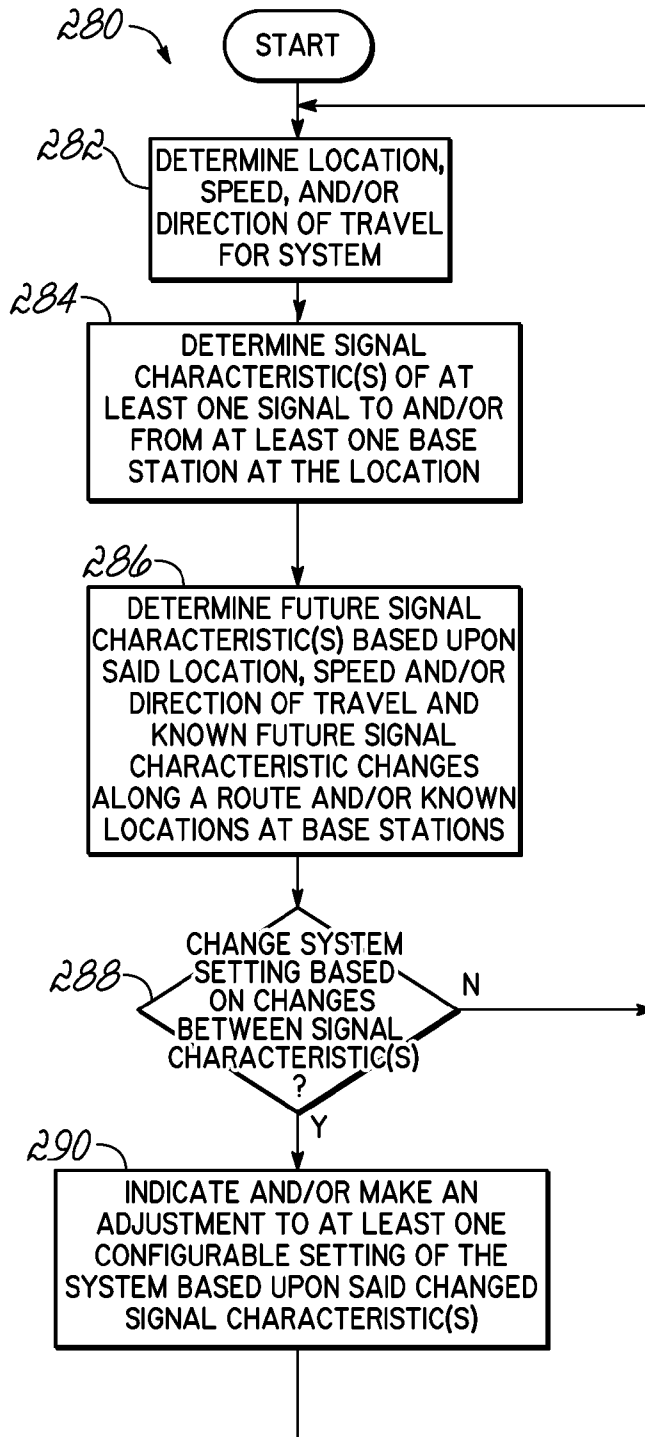 280
START
282
DETERMINE LOCATION,
SPEED, AND/OR
DIRECTION OF TRAVEL
FOR SYSTEM
284
DETERMINE SIGNAL
CHARACTERISTIC(S) OF AT
LEAST ONE SIGNAL TO AND/OR
FROM AT LEAST ONE BASE
STATION AT THE LOCATION
286
DETERMINE FUTURE SIGNAL
CHARACTERISTIC(S) BASED UPON
SAID LOCATION, SPEED AND/OR
DIRECTION OF TRAVEL AND
KNOWN FUTURE SIGNAL
CHARACTERISTIC CHANGES
ALONG A ROUTE AND/OR KNOWN
LOCATIONS AT BASE STATIONS
288
CHANGE SYSTEM
SETTING BASED
ON CHANGES
BETWEEN SIGNAL
CHARACTERISTIC(S)
?
N
Y
290
INDICATE AND/OR MAKE AN
ADJUSTMENT TO AT LEAST ONE
CONFIGURABLE SETTING OF THE
SYSTEM BASED UPON SAID CHANGED
SIGNAL CHARACTERISTIC(S)